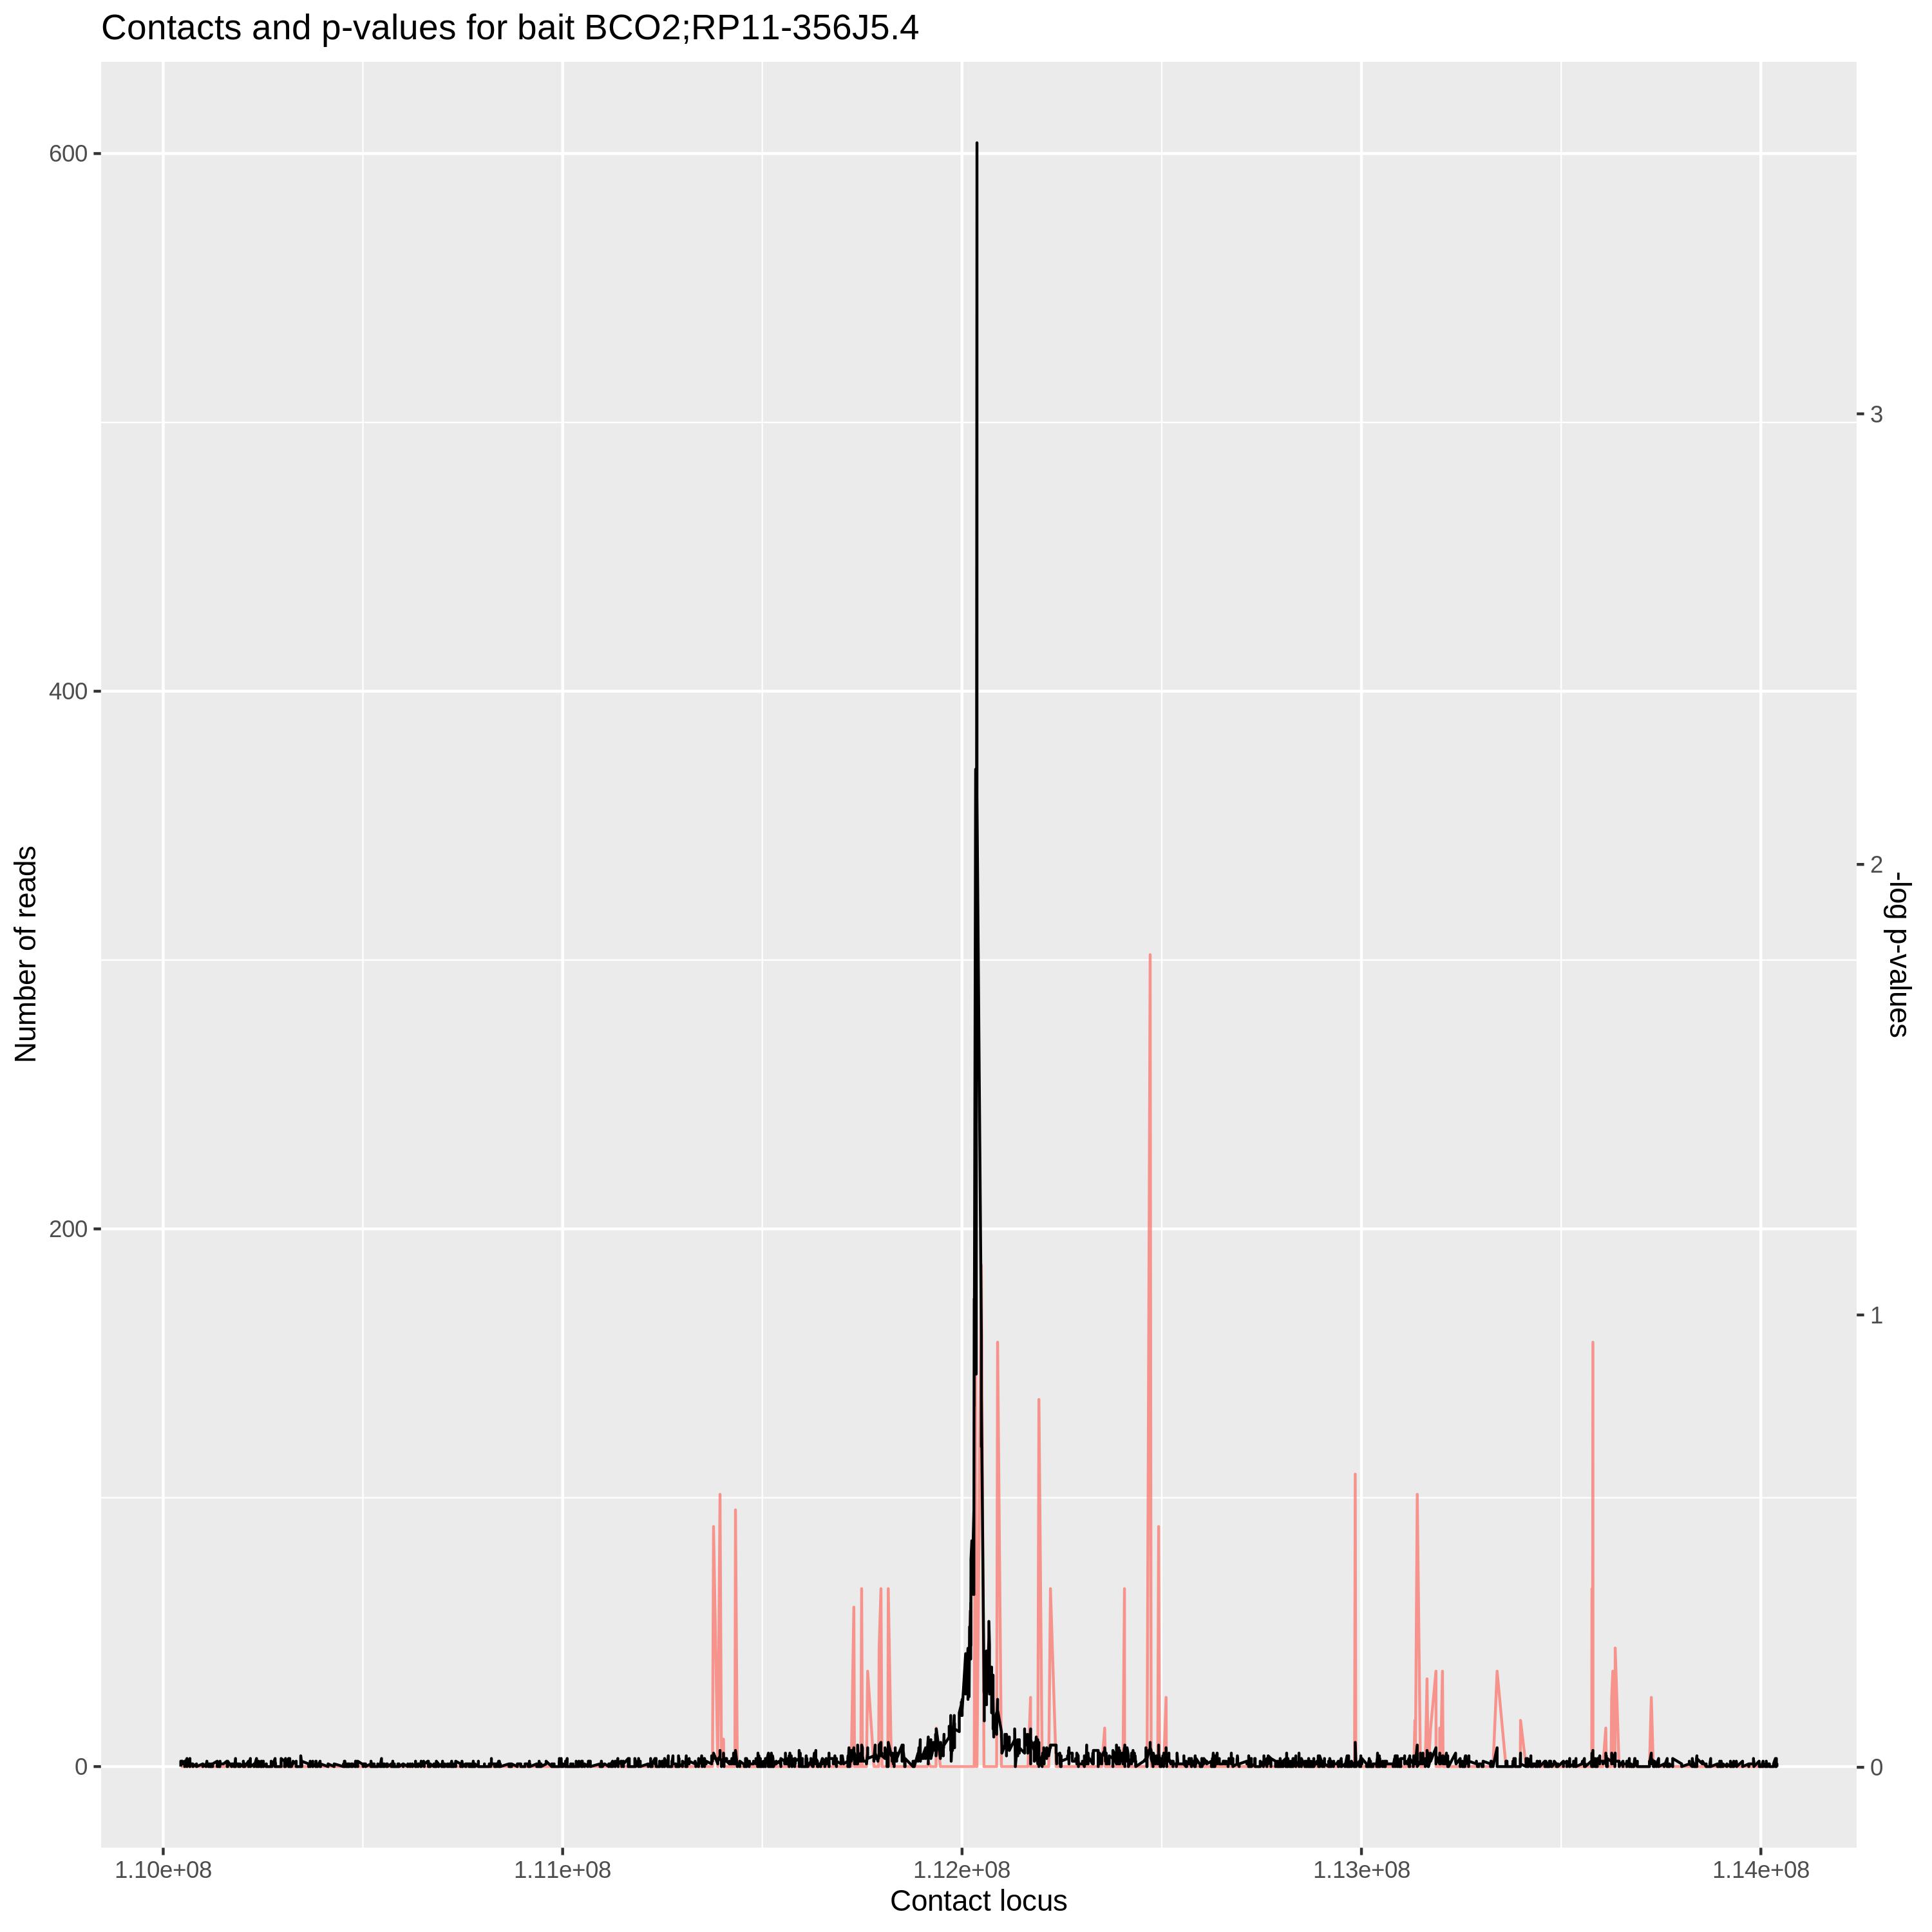 Contacts and p-values for bait BCO2;RP11-356J5.4
Number of reads
600
400
200
0
3
2
1
0
-log p-values
1.10e+08
1.11e+08
1.12e+08
1.13e+08
1.14e+08
Contact locus